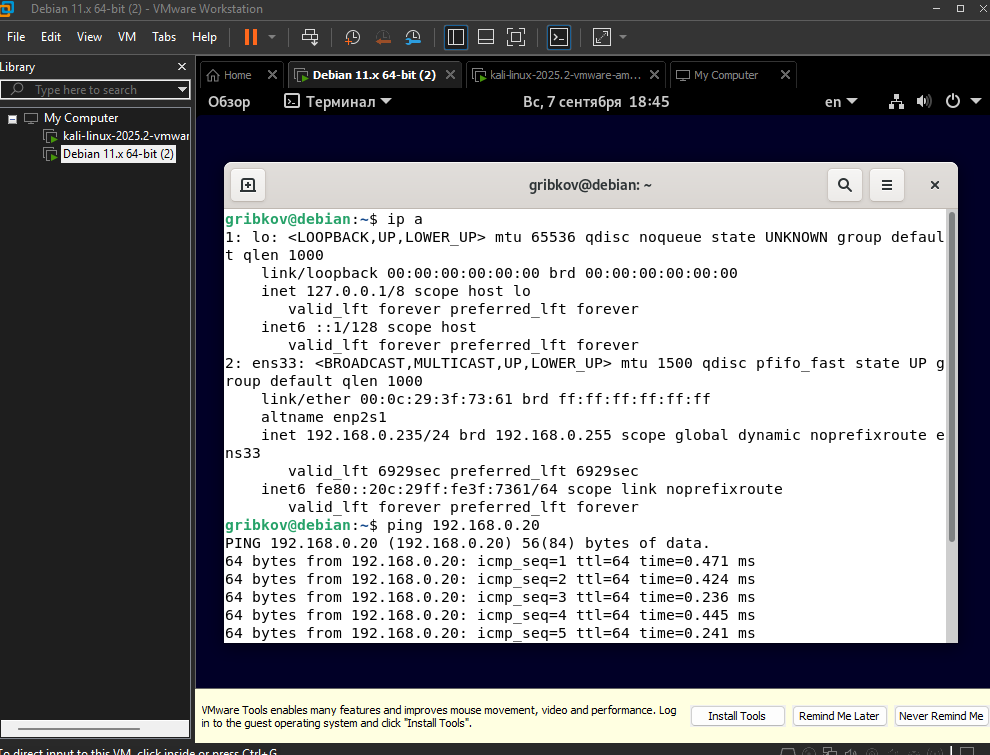 Debian 11.x 64-bit (2) - VMware Workstation
File Edit View VM Tabs Help
Library
Type here to search
My Computer
kali-linux-2025.2-vmwar
Debian 11.x 64-bit (2)
Home Debian 11.x 64-bit (2) kali-linux-2025.2-vmware-am... My Computer
Обзор Терминал Вс, 7 сентября 18:45 en
gribkov@debian: ~
gribkov@debian:~$ ip a
1: lo: <LOOPBACK,UP,LOWER_UP> mtu 65536 qdisc noqueue state UNKNOWN group defaul
t qlen 1000
link/loopback 00:00:00:00:00:00 brd 00:00:00:00:00:00
inet 127.0.0.1/8 scope host lo
valid_lft forever preferred_lft forever
inet6 ::1/128 scope host
valid_lft forever preferred_lft forever
2: ens33: <BROADCAST,MULTICAST,UP,LOWER_UP> mtu 1500 qdisc pfifo_fast state UP g
roup default qlen 1000
link/ether 00:0c:29:3f:73:61 brd ff:ff:ff:ff:ff:ff
altname enp2s1
inet 192.168.0.235/24 brd 192.168.0.255 scope global dynamic noprefixroute e
ns33
valid_lft 6929sec preferred_lft 6929sec
inet6 fe80::20c:29ff:fe3f:7361/64 scope link noprefixroute
valid_lft forever preferred_lft forever
gribkov@debian:~$ ping 192.168.0.20
PING 192.168.0.20 (192.168.0.20) 56(84) bytes of data.
64 bytes from 192.168.0.20: icmp_seq=1 ttl=64 time=0.471 ms
64 bytes from 192.168.0.20: icmp_seq=2 ttl=64 time=0.424 ms
64 bytes from 192.168.0.20: icmp_seq=3 ttl=64 time=0.236 ms
64 bytes from 192.168.0.20: icmp_seq=4 ttl=64 time=0.445 ms
64 bytes from 192.168.0.20: icmp_seq=5 ttl=64 time=0.241 ms
VMware Tools enables many features and improves mouse movement, video and performance. Log
in to the guest operating system and click "Install Tools".
Install Tools Remind Me Later Never Remind Me
To direct input to this VM, click inside or press Ctrl+G.